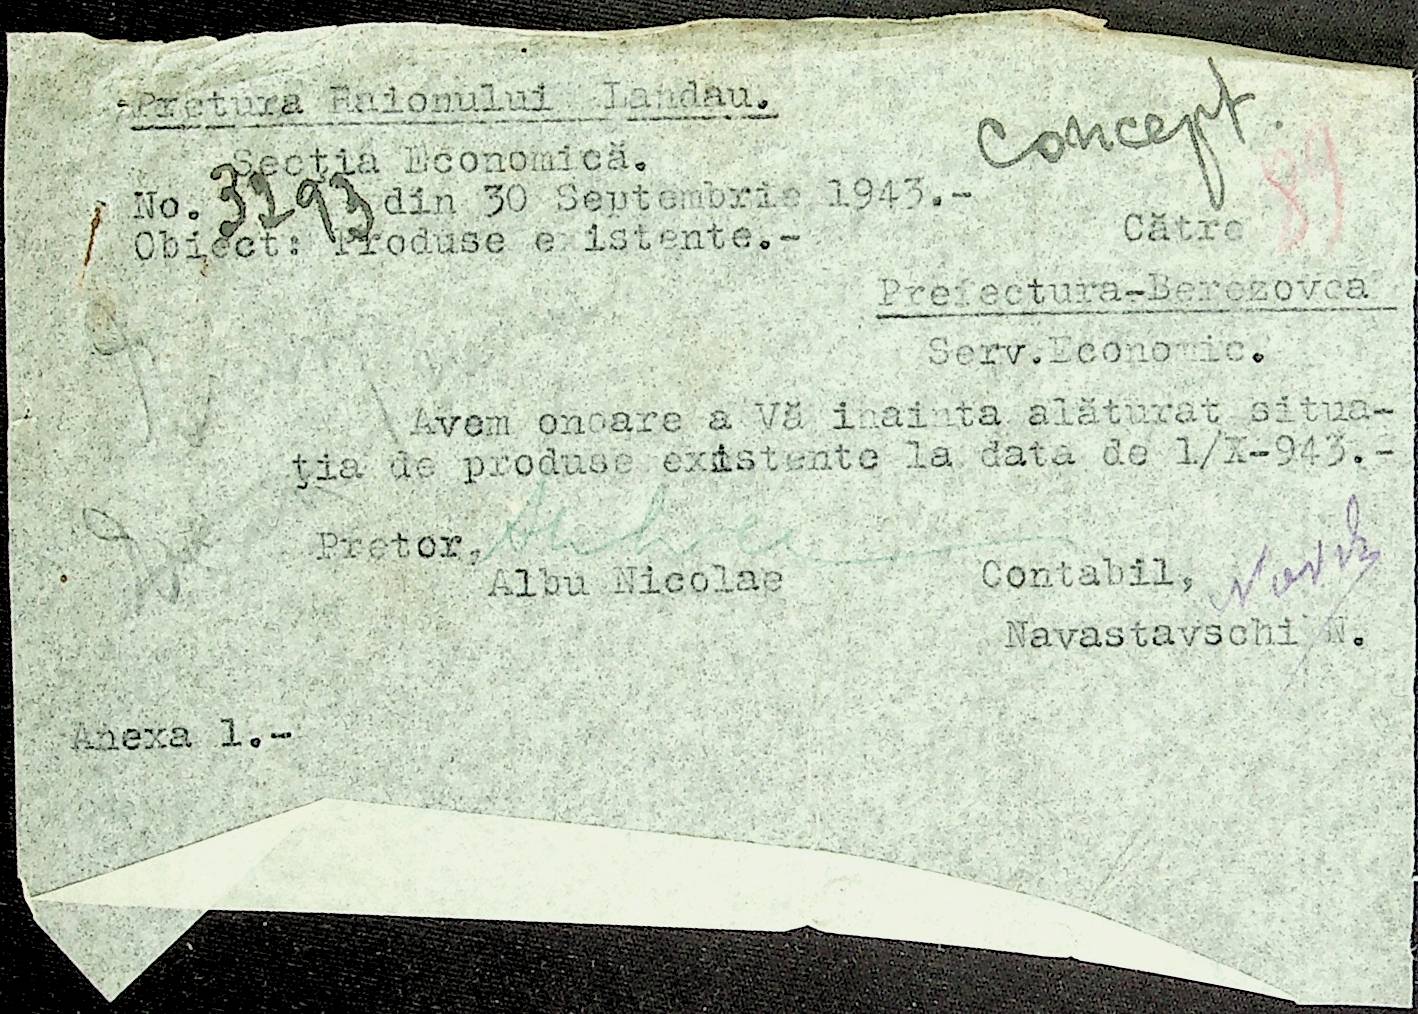 Pretura Raionului Landau.
Concept.
89
Secţia Economică.
No. 3293 din 30 Septembrie 1943.-
Obiect: Produse existente.-
Către
Prefectura-Berezovca
Serv.Economic.
Avem onoare a Vă inainta alăturat situa-
ţia de produse existente la data de 1/X-943.-
Pretor,
Albu Nicolae
Contabil,
Navastavschi N.
Anexa 1.-